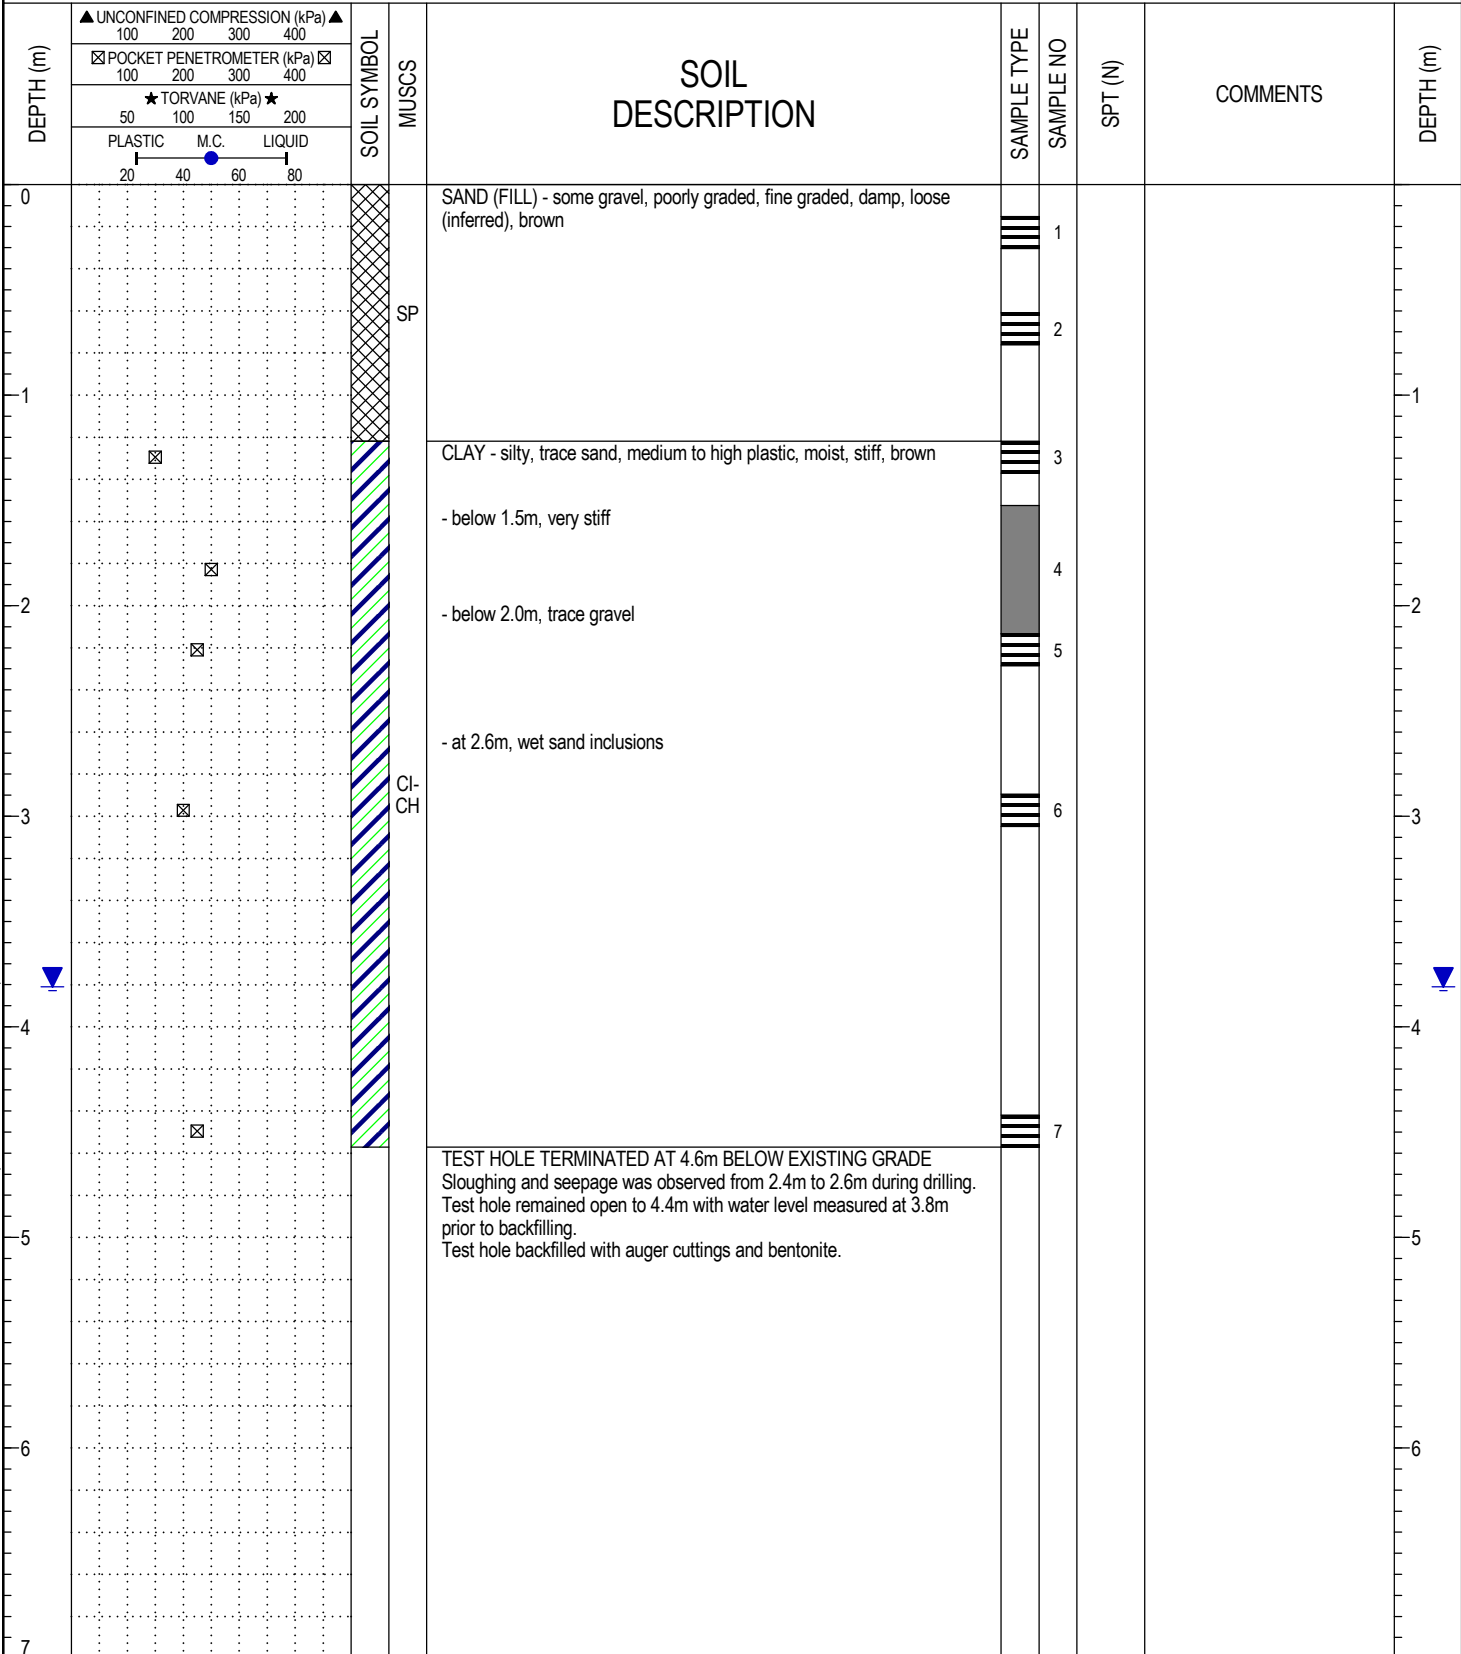 DEPTH (m)
▲ UNCONFINED COMPRESSION (kPa) ▲
100 200 300 400
⊠ POCKET PENETROMETER (kPa) ⊠
100 200 300 400
★ TORVANE (kPa) ★
50 100 150 200
PLASTIC M.C. LIQUID
20 40 60 80
SOIL SYMBOL
MUSCS
SOIL
DESCRIPTION
SAMPLE TYPE
SAMPLE NO
SPT (N)
COMMENTS
DEPTH (m)
0
SAND (FILL) - some gravel, poorly graded, fine graded, damp, loose
(inferred), brown
1
SP
2
1 1
CLAY - silty, trace sand, medium to high plastic, moist, stiff, brown
3
- below 1.5m, very stiff
4
2 2
- below 2.0m, trace gravel
5
- at 2.6m, wet sand inclusions
CI-
CH
6
3 3
4 4
7
TEST HOLE TERMINATED AT 4.6m BELOW EXISTING GRADE
Sloughing and seepage was observed from 2.4m to 2.6m during drilling.
Test hole remained open to 4.4m with water level measured at 3.8m
prior to backfilling.
Test hole backfilled with auger cuttings and bentonite.
5 5
6 6
7